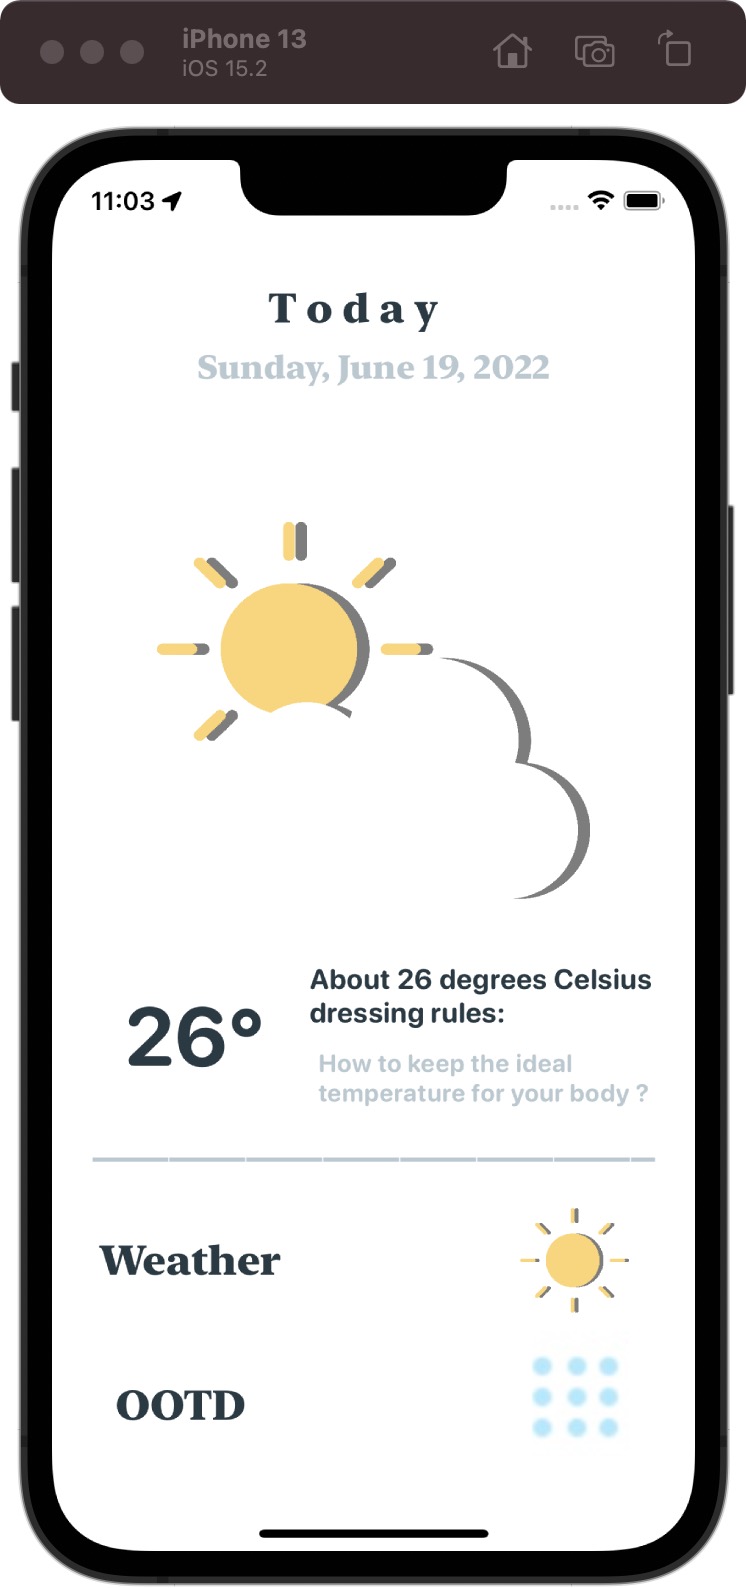 iPhone 13
iOS 15.2
11:03
Today
Sunday, June 19, 2022
26°
About 26 degrees Celsius
dressing rules:
How to keep the ideal
temperature for your body ?
Weather
OOTD